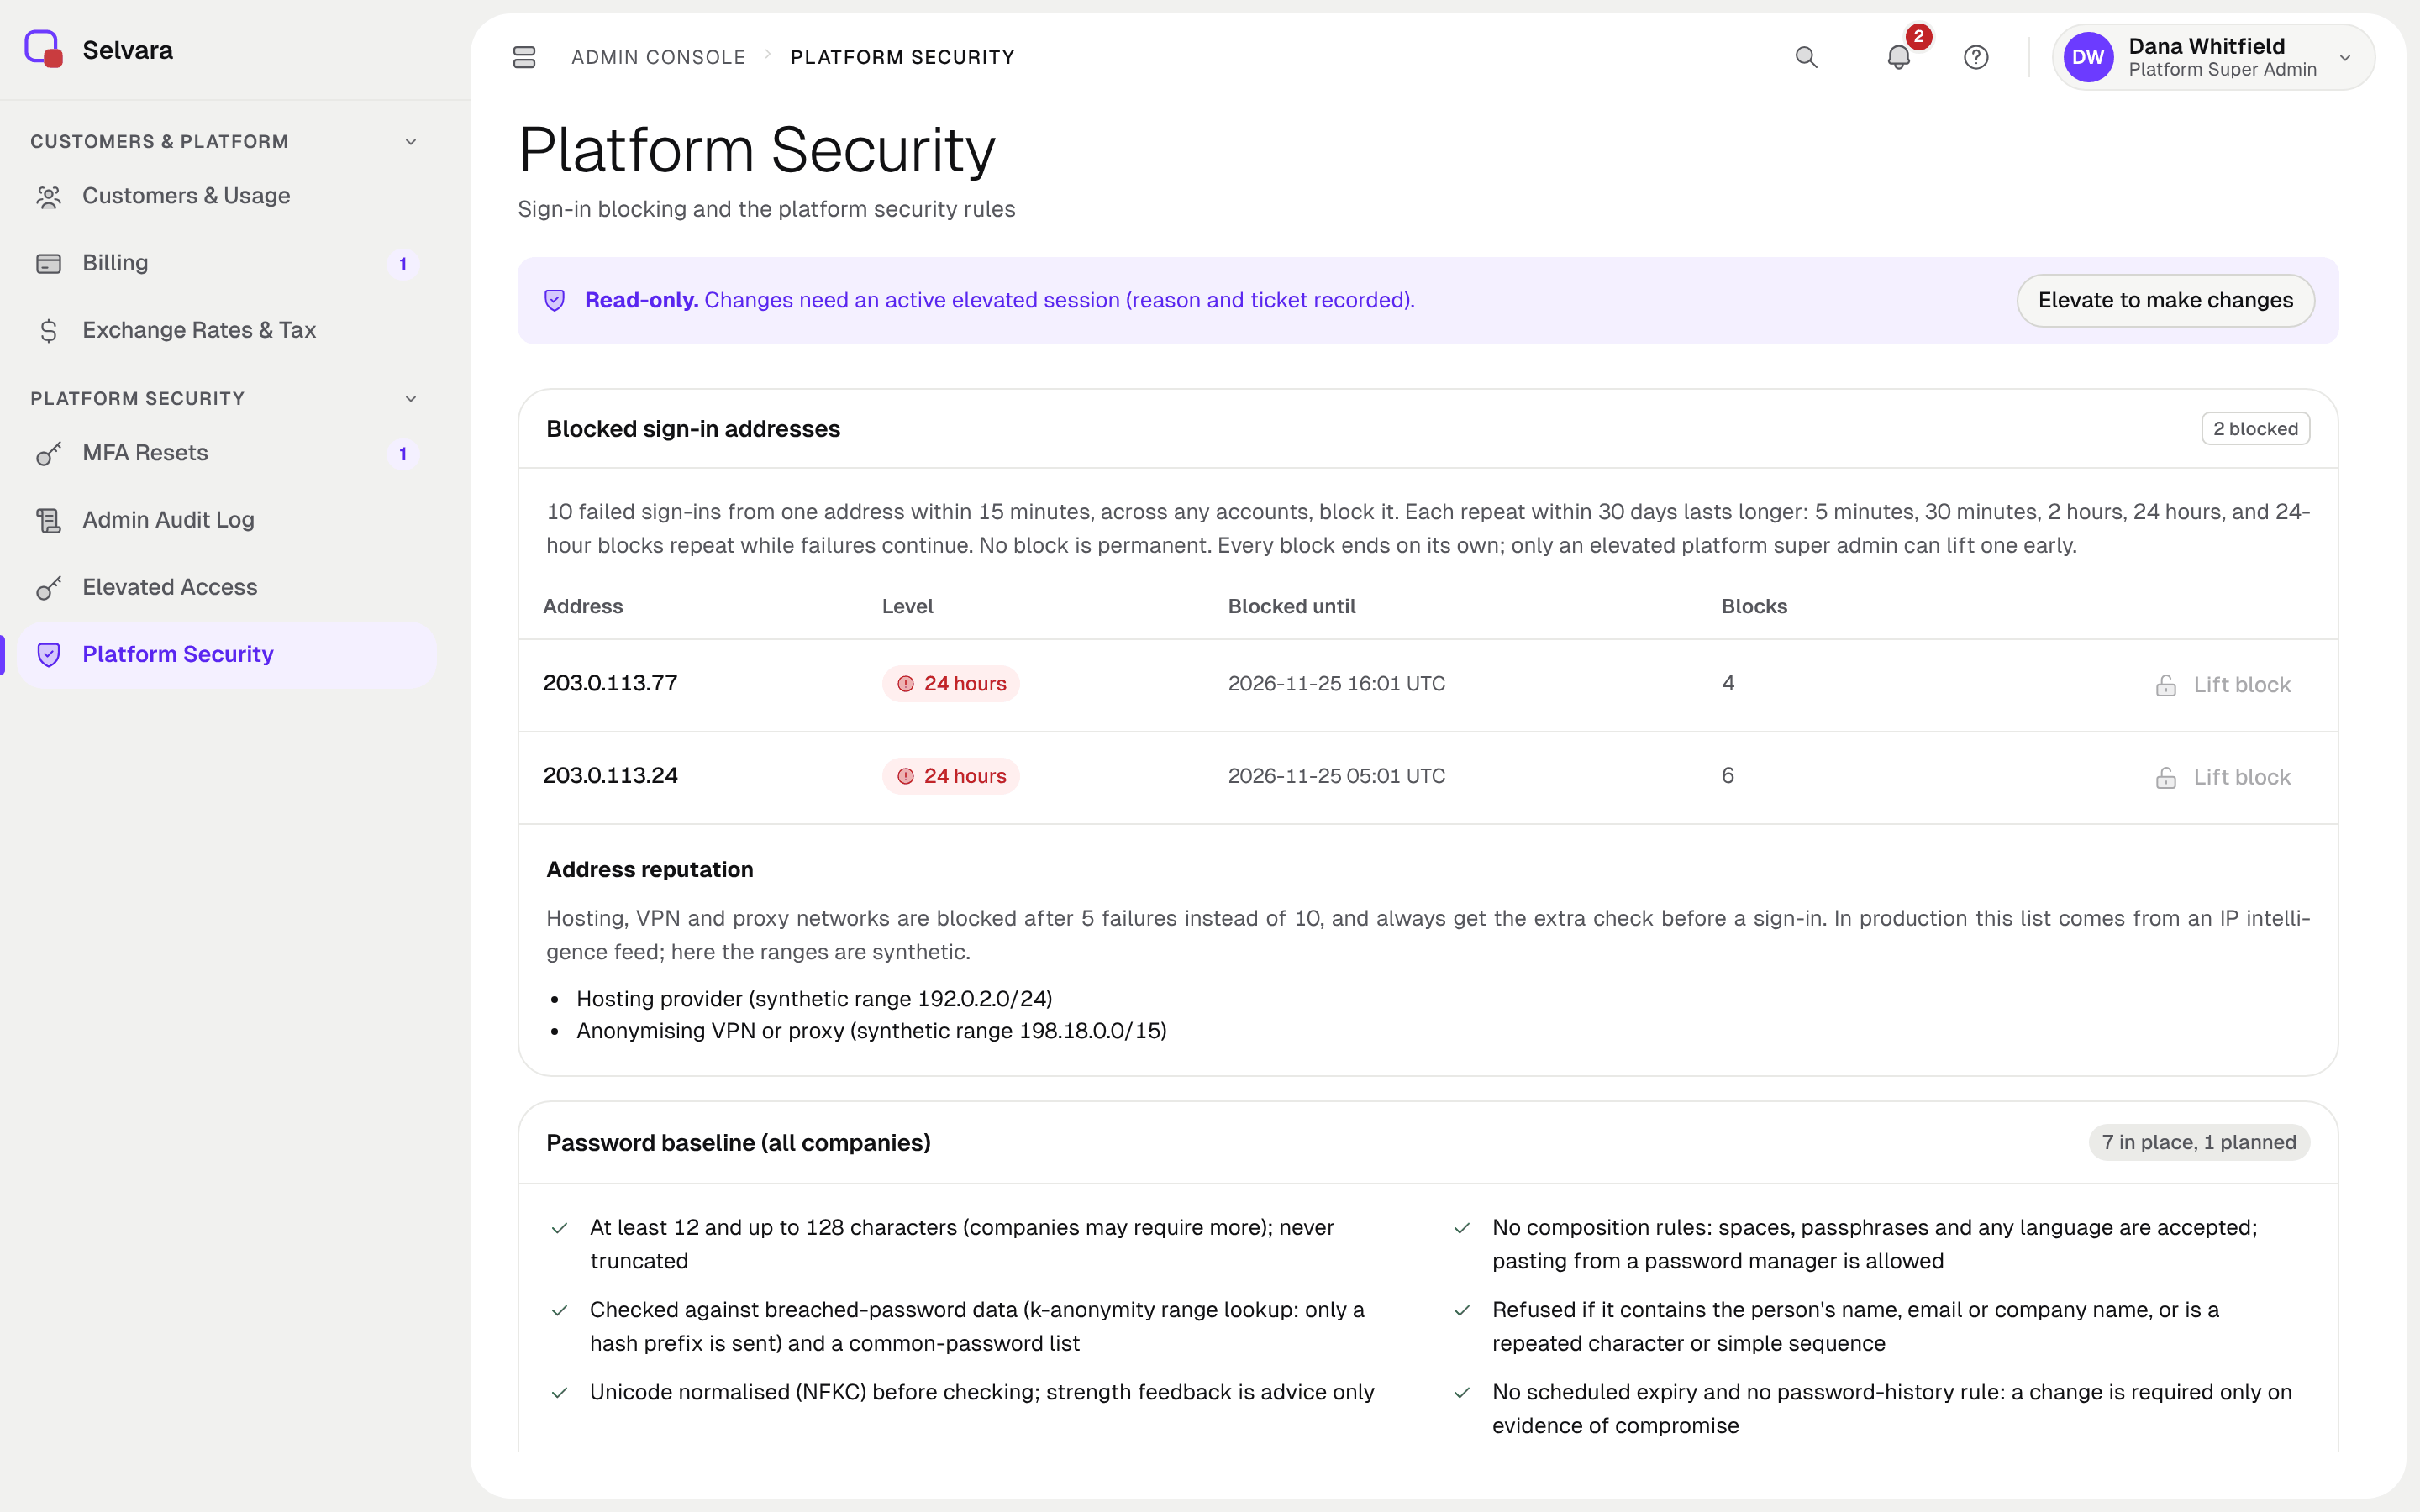 Selvara
CUSTOMERS & PLATFORM
Customers & Usage
Billing
1
Exchange Rates & Tax
PLATFORM SECURITY
MFA Resets
1
Admin Audit Log
Elevated Access
Platform Security
ADMIN CONSOLE
PLATFORM SECURITY
2
DW
Dana Whitfield
Platform Super Admin
Platform Security
Sign-in blocking and the platform security rules
Read-only. Changes need an active elevated session (reason and ticket recorded).
Elevate to make changes
Blocked sign-in addresses
2 blocked
10 failed sign-ins from one address within 15 minutes, across any accounts, block it. Each repeat within 30 days lasts longer: 5 minutes, 30 minutes, 2 hours, 24 hours, and 24-
hour blocks repeat while failures continue. No block is permanent. Every block ends on its own; only an elevated platform super admin can lift one early.
Address Level Blocked until Blocks
203.0.113.77 24 hours 2026-11-25 16:01 UTC 4 Lift block
203.0.113.24 24 hours 2026-11-25 05:01 UTC 6 Lift block
Address reputation
Hosting, VPN and proxy networks are blocked after 5 failures instead of 10, and always get the extra check before a sign-in. In production this list comes from an IP intelli-
gence feed; here the ranges are synthetic.
• Hosting provider (synthetic range 192.0.2.0/24)
• Anonymising VPN or proxy (synthetic range 198.18.0.0/15)
Password baseline (all companies)
7 in place, 1 planned
At least 12 and up to 128 characters (companies may require more); never
truncated
No composition rules: spaces, passphrases and any language are accepted;
pasting from a password manager is allowed
Checked against breached-password data (k-anonymity range lookup: only a
hash prefix is sent) and a common-password list
Refused if it contains the person's name, email or company name, or is a
repeated character or simple sequence
Unicode normalised (NFKC) before checking; strength feedback is advice only
No scheduled expiry and no password-history rule: a change is required only on
evidence of compromise